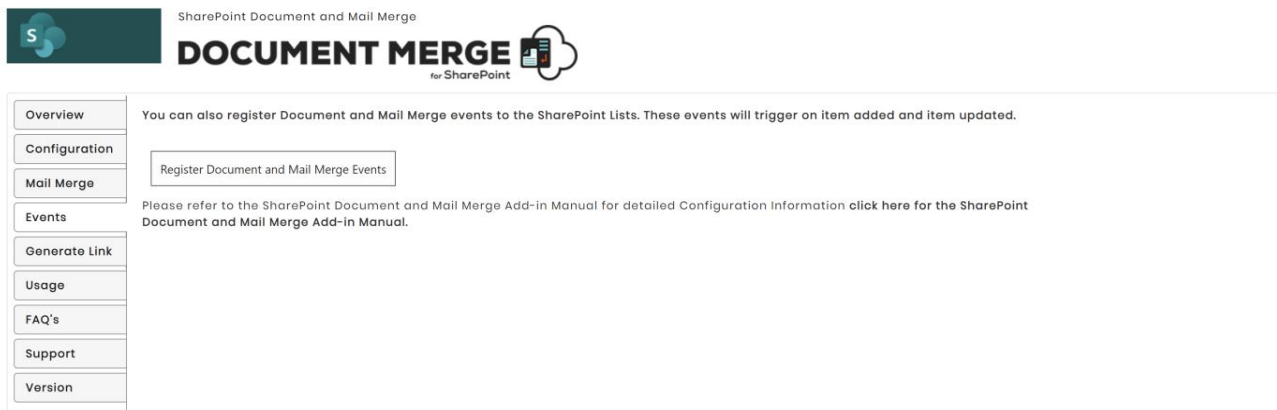 S
SharePoint Document and Mail Merge
DOCUMENT MERGE
for SharePoint
Overview
Configuration
Mail Merge
Events
Generate Link
Usage
FAQ's
Support
Version
You can also register Document and Mail Merge events to the SharePoint Lists. These events will trigger on item added and item updated.
Register Document and Mail Merge Events
Please refer to the SharePoint Document and Mail Merge Add-in Manual for detailed Configuration Information click here for the SharePoint
Document and Mail Merge Add-in Manual.